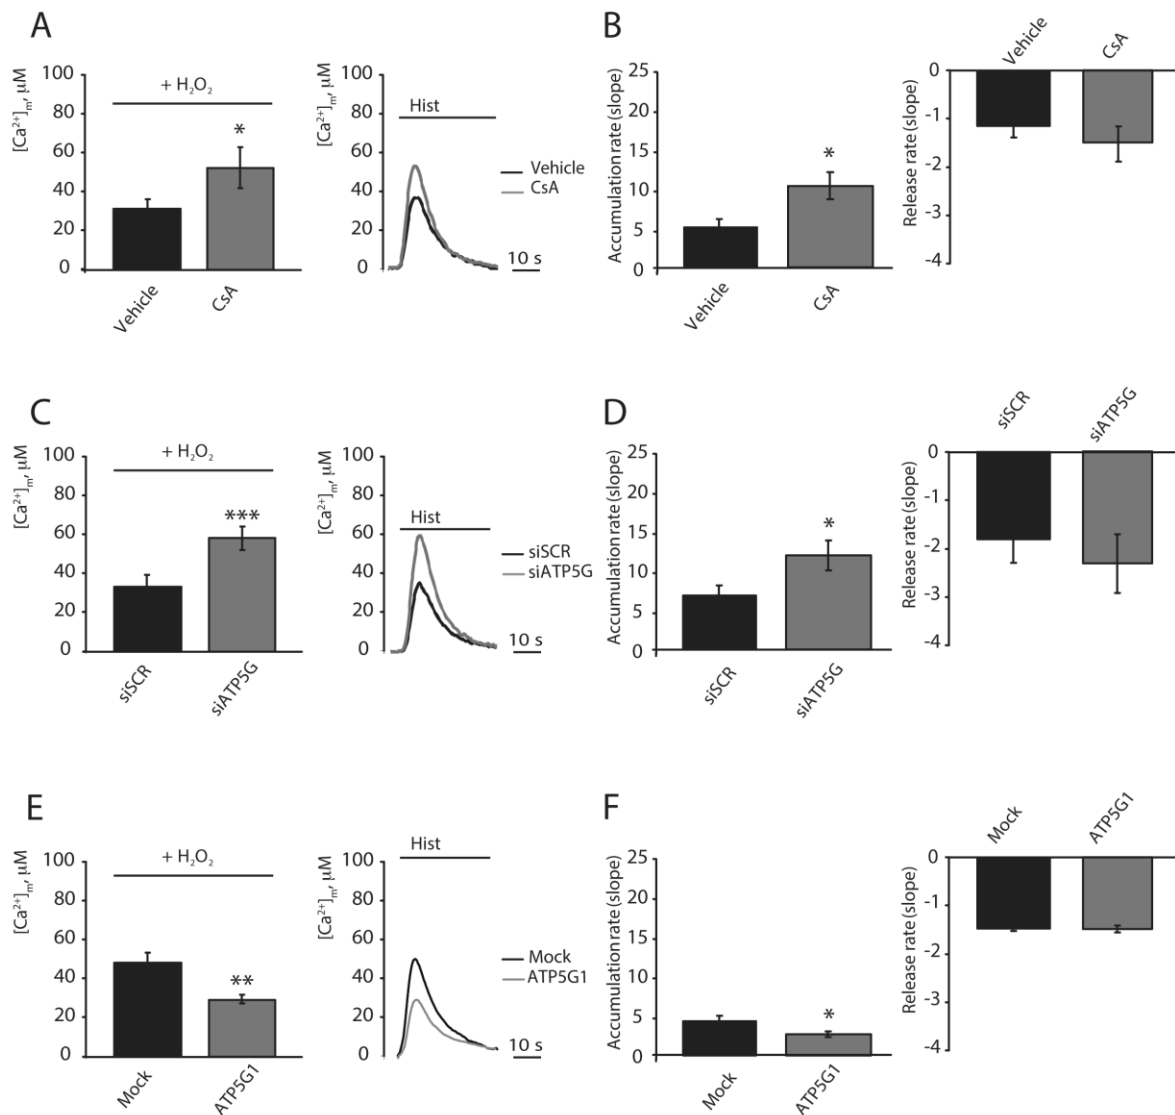 A
[Ca²⁺]ₘ, μM
100
80
60
40
20
0
+ H₂O₂
*
Vehicle
CsA
[Ca²⁺]ₘ, μM
100
80
60
40
20
0
Hist
Vehicle
CsA
10 s
B
Accumulation rate (slope)
25
20
15
10
5
0
*
Vehicle
CsA
Vehicle
CsA
Release rate (slope)
0
-1
-2
-3
-4
C
[Ca²⁺]ₘ, μM
100
80
60
40
20
0
+ H₂O₂
***
siSCR
siATP5G
[Ca²⁺]ₘ, μM
100
80
60
40
20
0
Hist
siSCR
siATP5G
10 s
D
Accumulation rate (slope)
25
20
15
10
5
0
*
siSCR
siATP5G
siSCR
siATP5G
Release rate (slope)
0
-1
-2
-3
-4
E
[Ca²⁺]ₘ, μM
100
80
60
40
20
0
+ H₂O₂
**
Mock
ATP5G1
[Ca²⁺]ₘ, μM
100
80
60
40
20
0
Hist
Mock
ATP5G1
10 s
F
Accumulation rate (slope)
25
20
15
10
5
0
*
Mock
ATP5G1
Mock
ATP5G1
Release rate (slope)
0
-1
-2
-3
-4